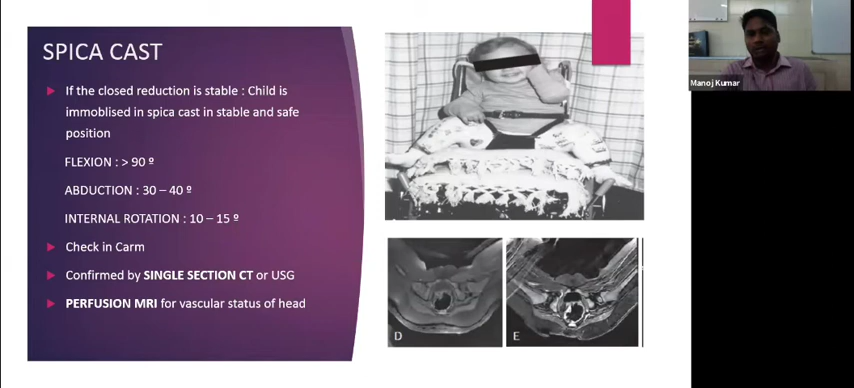 SPICA CAST
If the closed reduction is stable : Child is
immoblised in spica cast in stable and safe
position
FLEXION : > 90 º
ABDUCTION : 30 – 40 º
INTERNAL ROTATION : 10 – 15 º
Check in Carm
Confirmed by SINGLE SECTION CT or USG
PERFUSION MRI for vascular status of head
D
E
Manoj Kumar